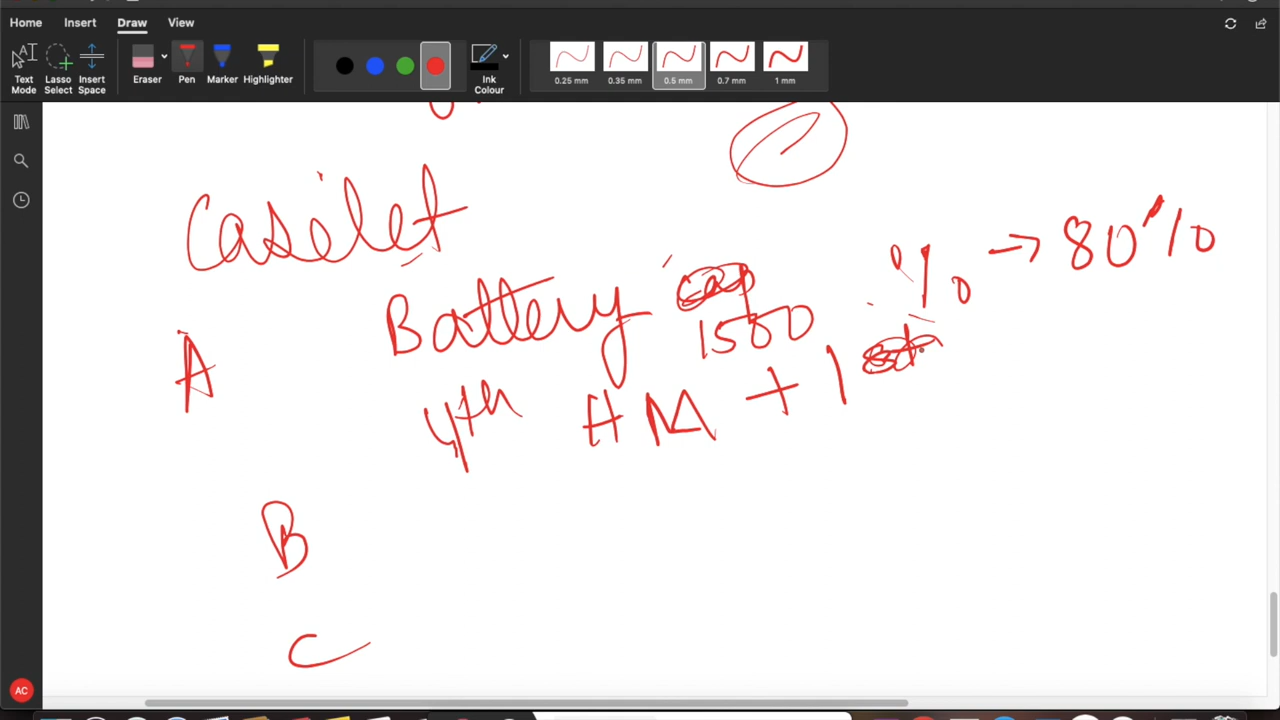 Home Insert Draw View
Text Mode Lasso Select Insert Space Eraser Pen Marker Highlighter Ink Colour 0.25 mm 0.35 mm 0.5 mm 0.7 mm 1 mm
Caselet
% → 80%
A Battery 1500
4th HM + 1
B
C
AC